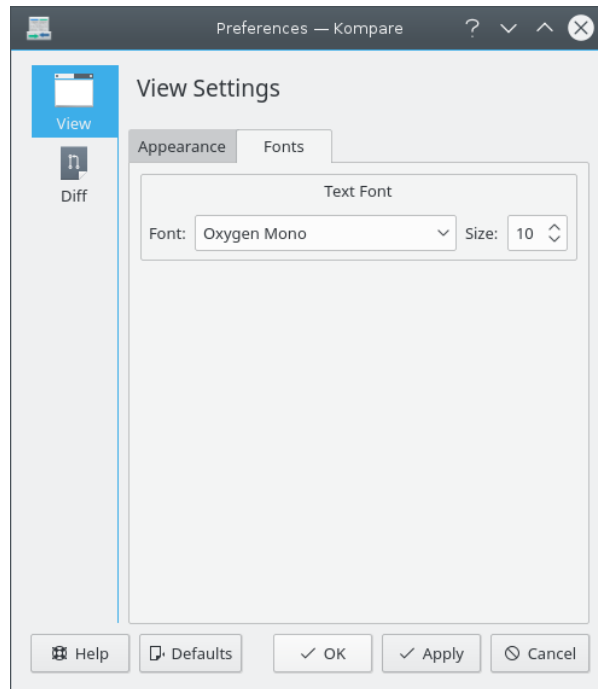 Preferences — Kompare
View
Diff
View Settings
Appearance
Fonts
Text Font
Font: Oxygen Mono Size: 10
Help Defaults OK Apply Cancel